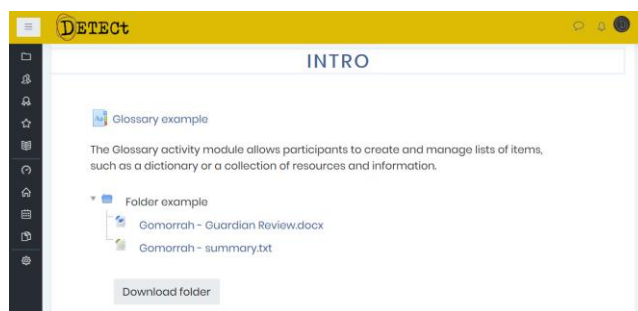 DETECt
INTRO
Glossary example
The Glossary activity module allows participants to create and manage lists of items,
such as a dictionary or a collection of resources and information.
Folder example
Gomorrah - Guardian Review.docx
Gomorrah - summary.txt
Download folder